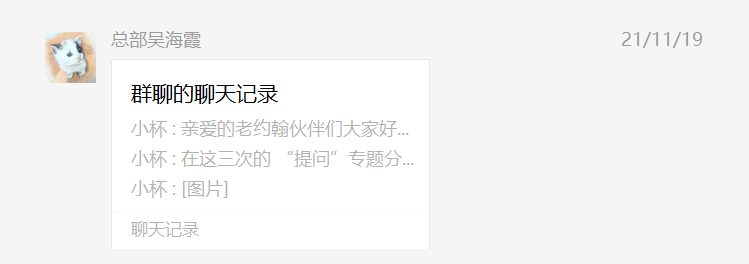 总部吴海霞
21/11/19
群聊的聊天记录
小杯 : 亲爱的老约翰伙伴们大家好...
小杯 : 在这三次的 “提问”专题分...
小杯 : [图片]
聊天记录